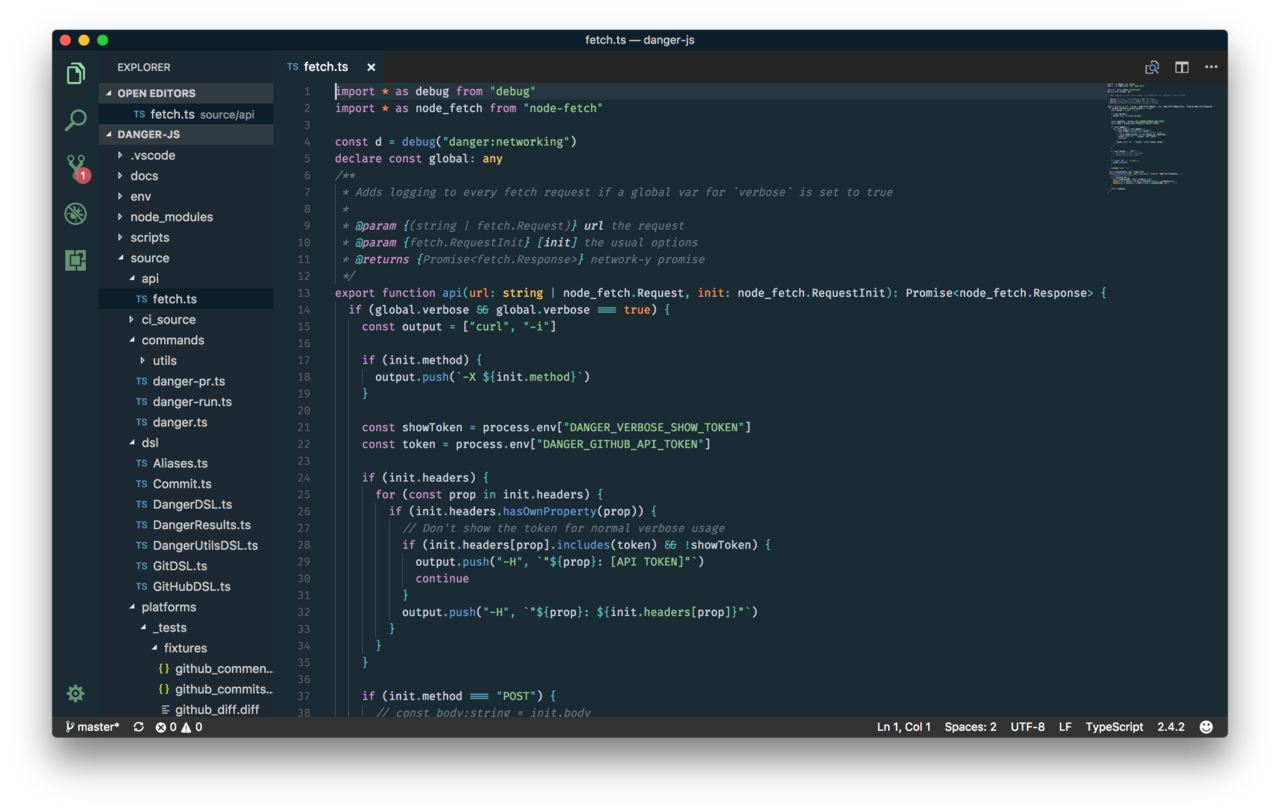 fetch.ts — danger-js
EXPLORER
OPEN EDITORS
TS fetch.ts source/api
DANGER-JS
.vscode
docs
env
node_modules
scripts
source
api
TS fetch.ts
ci_source
commands
utils
TS danger-pr.ts
TS danger-run.ts
TS danger.ts
dsl
TS Aliases.ts
TS Commit.ts
TS DangerDSL.ts
TS DangerResults.ts
TS DangerUtilsDSL.ts
TS GitDSL.ts
TS GitHubDSL.ts
platforms
_tests
fixtures
{} github_commen...
{} github_commits...
github_diff.diff
1
TS fetch.ts ×
1 import * as debug from "debug"
2 import * as node_fetch from "node-fetch"
3
4 const d = debug("danger:networking")
5 declare const global: any
6 /**
7 * Adds logging to every fetch request if a global var for `verbose` is set to true
8 *
9 * @param {(string | fetch.Request)} url the request
10 * @param {fetch.RequestInit} [init] the usual options
11 * @returns {Promise<fetch.Response>} network-y promise
12 */
13 export function api(url: string | node_fetch.Request, init: node_fetch.RequestInit): Promise<node_fetch.Response> {
14 if (global.verbose && global.verbose === true) {
15 const output = ["curl", "-i"]
16
17 if (init.method) {
18 output.push(`-X ${init.method}`)
19 }
20
21 const showToken = process.env["DANGER_VERBOSE_SHOW_TOKEN"]
22 const token = process.env["DANGER_GITHUB_API_TOKEN"]
23
24 if (init.headers) {
25 for (const prop in init.headers) {
26 if (init.headers.hasOwnProperty(prop)) {
27 // Don't show the token for normal verbose usage
28 if (init.headers[prop].includes(token) && !showToken) {
29 output.push("-H", `"${prop}: [API TOKEN]"`)
30 continue
31 }
32 output.push("-H", `"${prop}: ${init.headers[prop]}"`)
33 }
34 }
35 }
36
37 if (init.method === "POST") {
38 // const body:string = init.body
master* 0 0
Ln 1, Col 1 Spaces: 2 UTF-8 LF TypeScript 2.4.2